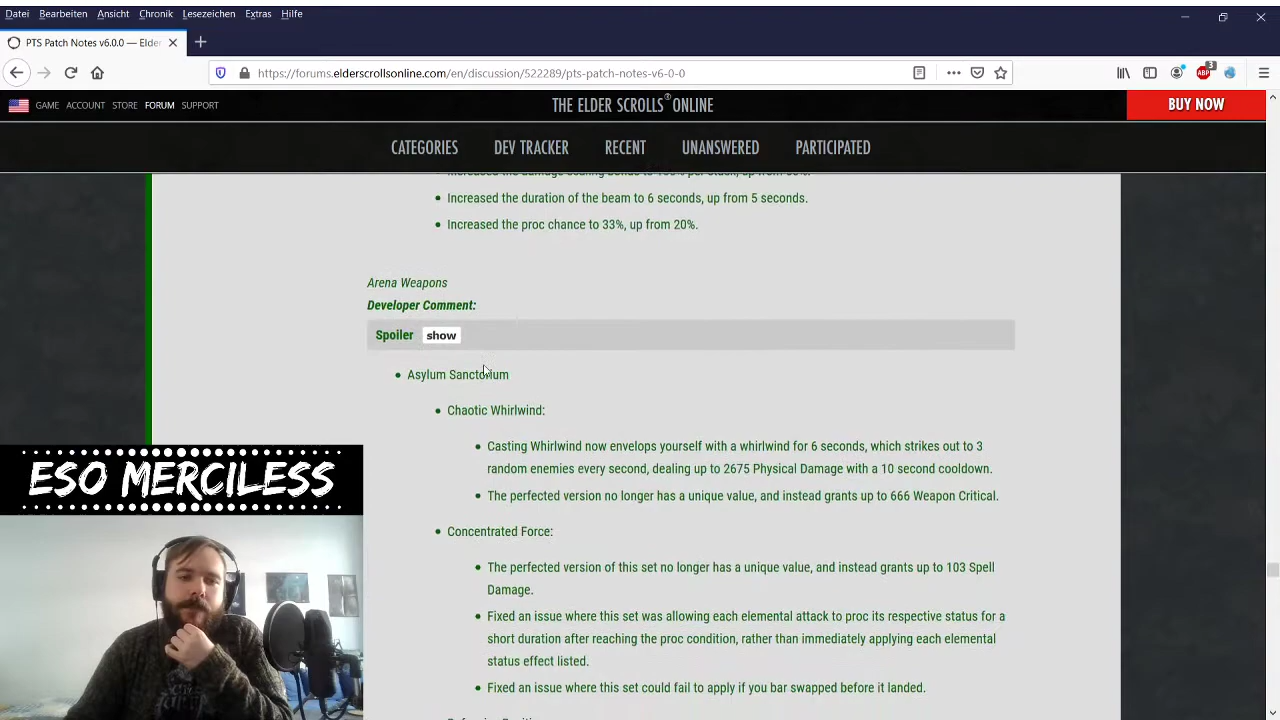 Datei Bearbeiten Ansicht Chronik Lesezeichen Extras Hilfe
PTS Patch Notes v6.0.0 — Elder
https://forums.elderscrollsonline.com/en/discussion/522289/pts-patch-notes-v6-0-0
ABP 3
GAME ACCOUNT STORE FORUM SUPPORT
THE ELDER SCROLLS® ONLINE
BUY NOW
CATEGORIES DEV TRACKER RECENT UNANSWERED PARTICIPATED
Increased the duration of the beam to 6 seconds, up from 5 seconds.
Increased the proc chance to 33%, up from 20%.
Arena Weapons
Developer Comment:
Spoiler show
Asylum Sanctorium
Chaotic Whirlwind:
Casting Whirlwind now envelops yourself with a whirlwind for 6 seconds, which strikes out to 3
random enemies every second, dealing up to 2675 Physical Damage with a 10 second cooldown.
The perfected version no longer has a unique value, and instead grants up to 666 Weapon Critical.
Concentrated Force:
The perfected version of this set no longer has a unique value, and instead grants up to 103 Spell
Damage.
Fixed an issue where this set was allowing each elemental attack to proc its respective status for a
short duration after reaching the proc condition, rather than immediately applying each elemental
status effect listed.
Fixed an issue where this set could fail to apply if you bar swapped before it landed.
ESO MERCILESS